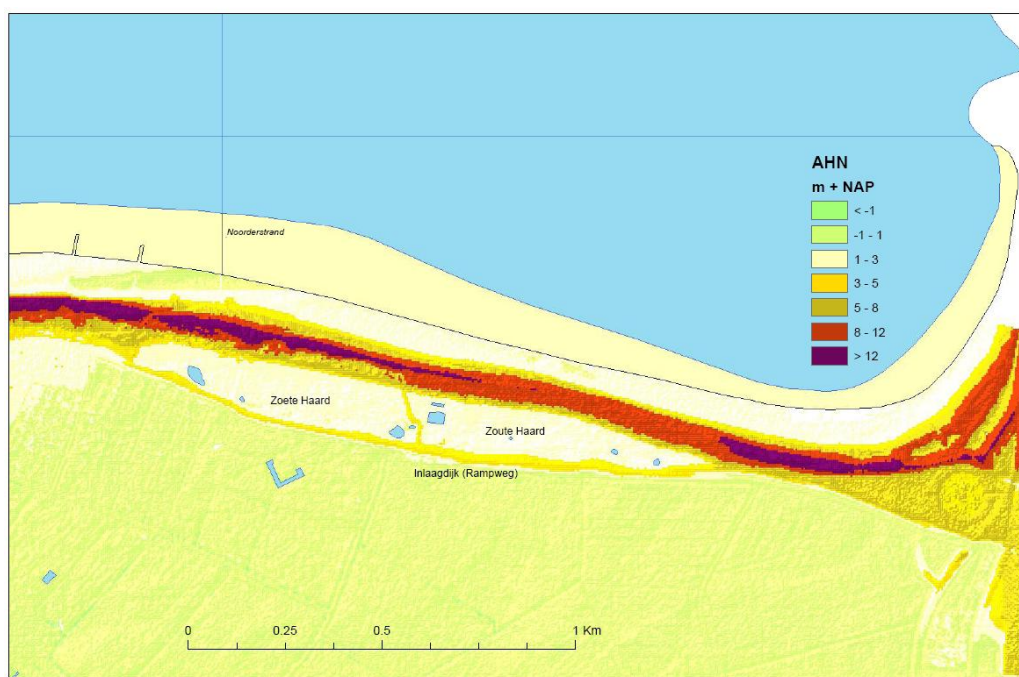 AHN
m + NAP
< -1
-1 - 1
1 - 3
3 - 5
5 - 8
8 - 12
> 12
Noorderstrand
Zoete Haard
Zoute Haard
Inlaagdijk (Rampweg)
0 0.25 0.5 1 Km